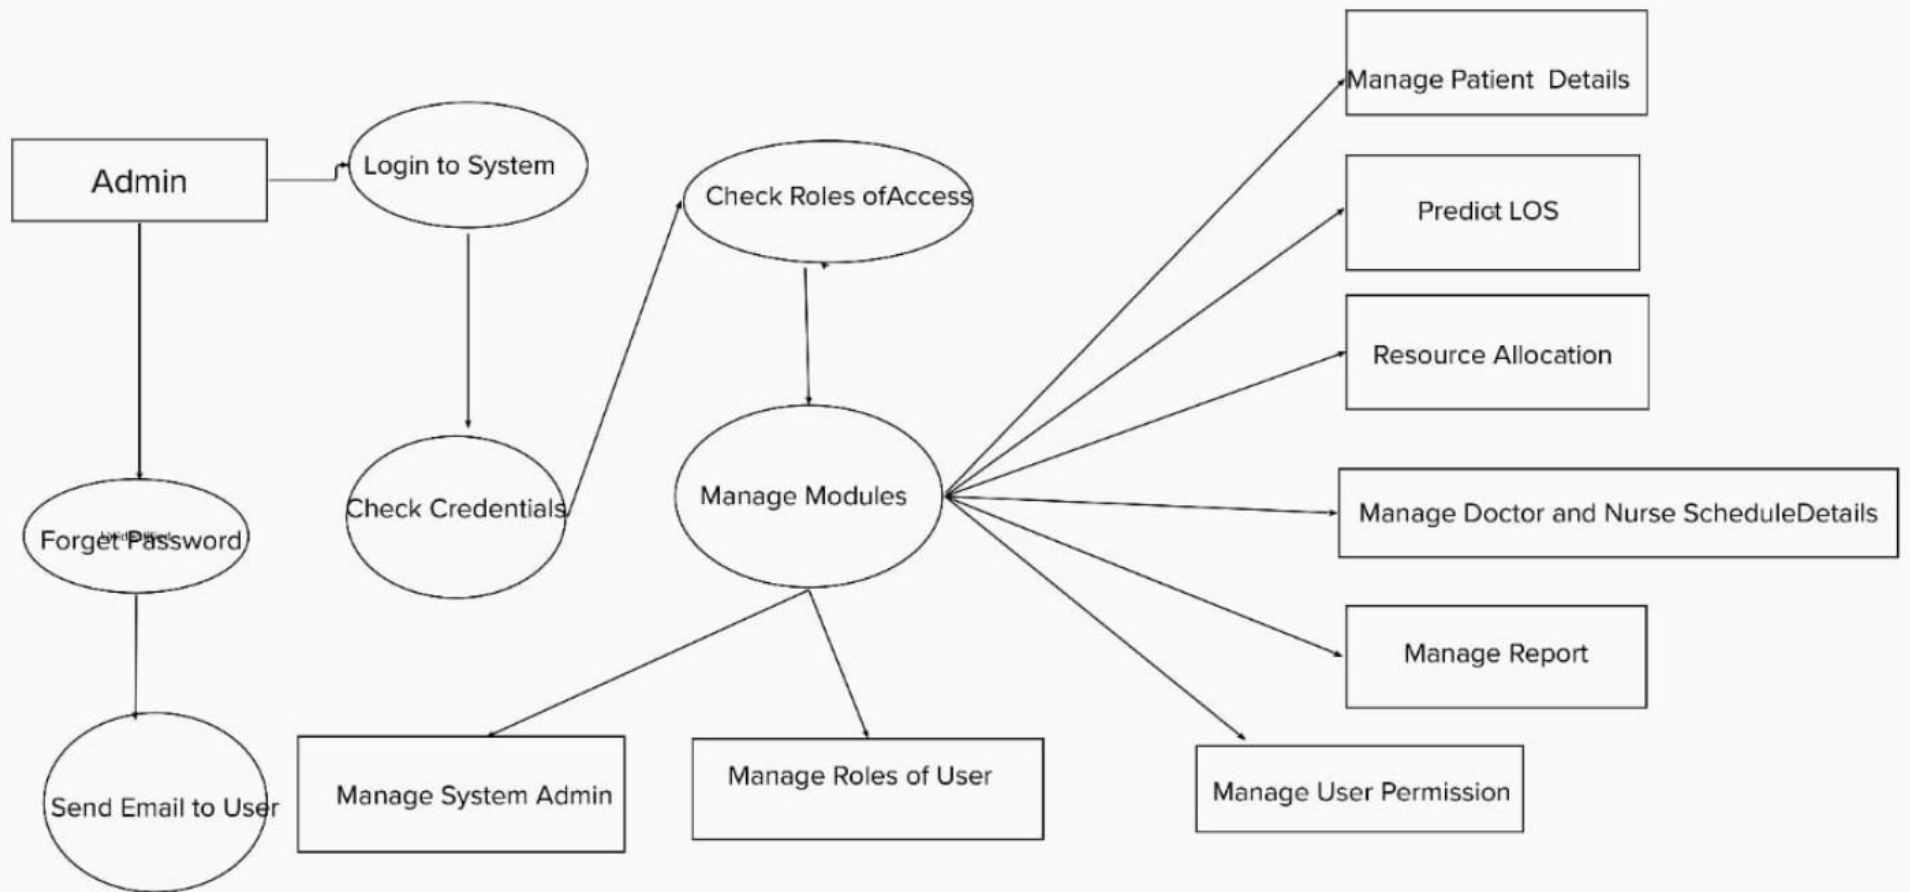 Manage Patient Details
Admin
Login to System
Check Roles ofAccess
Predict LOS
Resource Allocation
Check Credentials
Manage Modules
Manage Doctor and Nurse ScheduleDetails
Forget Password
Manage Report
Send Email to User
Manage System Admin
Manage Roles of User
Manage User Permission